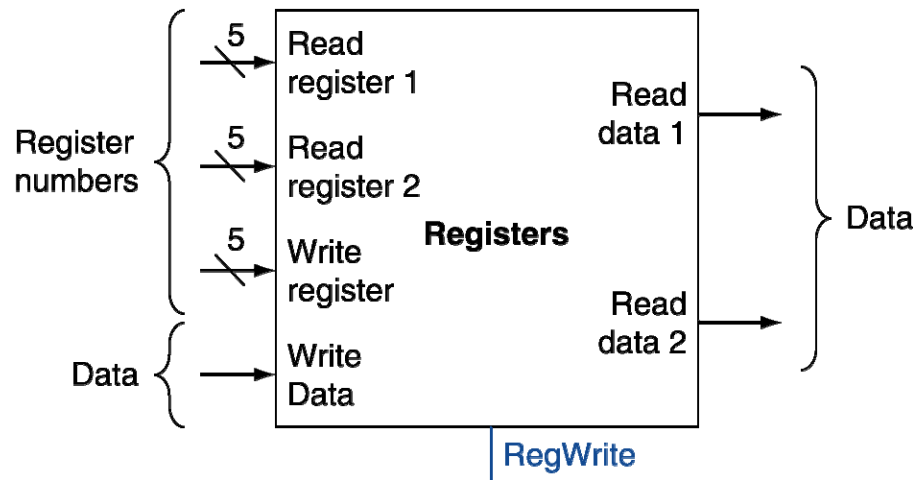 Register
numbers
Data
5
Read
register 1
5
Read
register 2
5
Write
register
Write
Data
Registers
Read
data 1
Read
data 2
Data
RegWrite